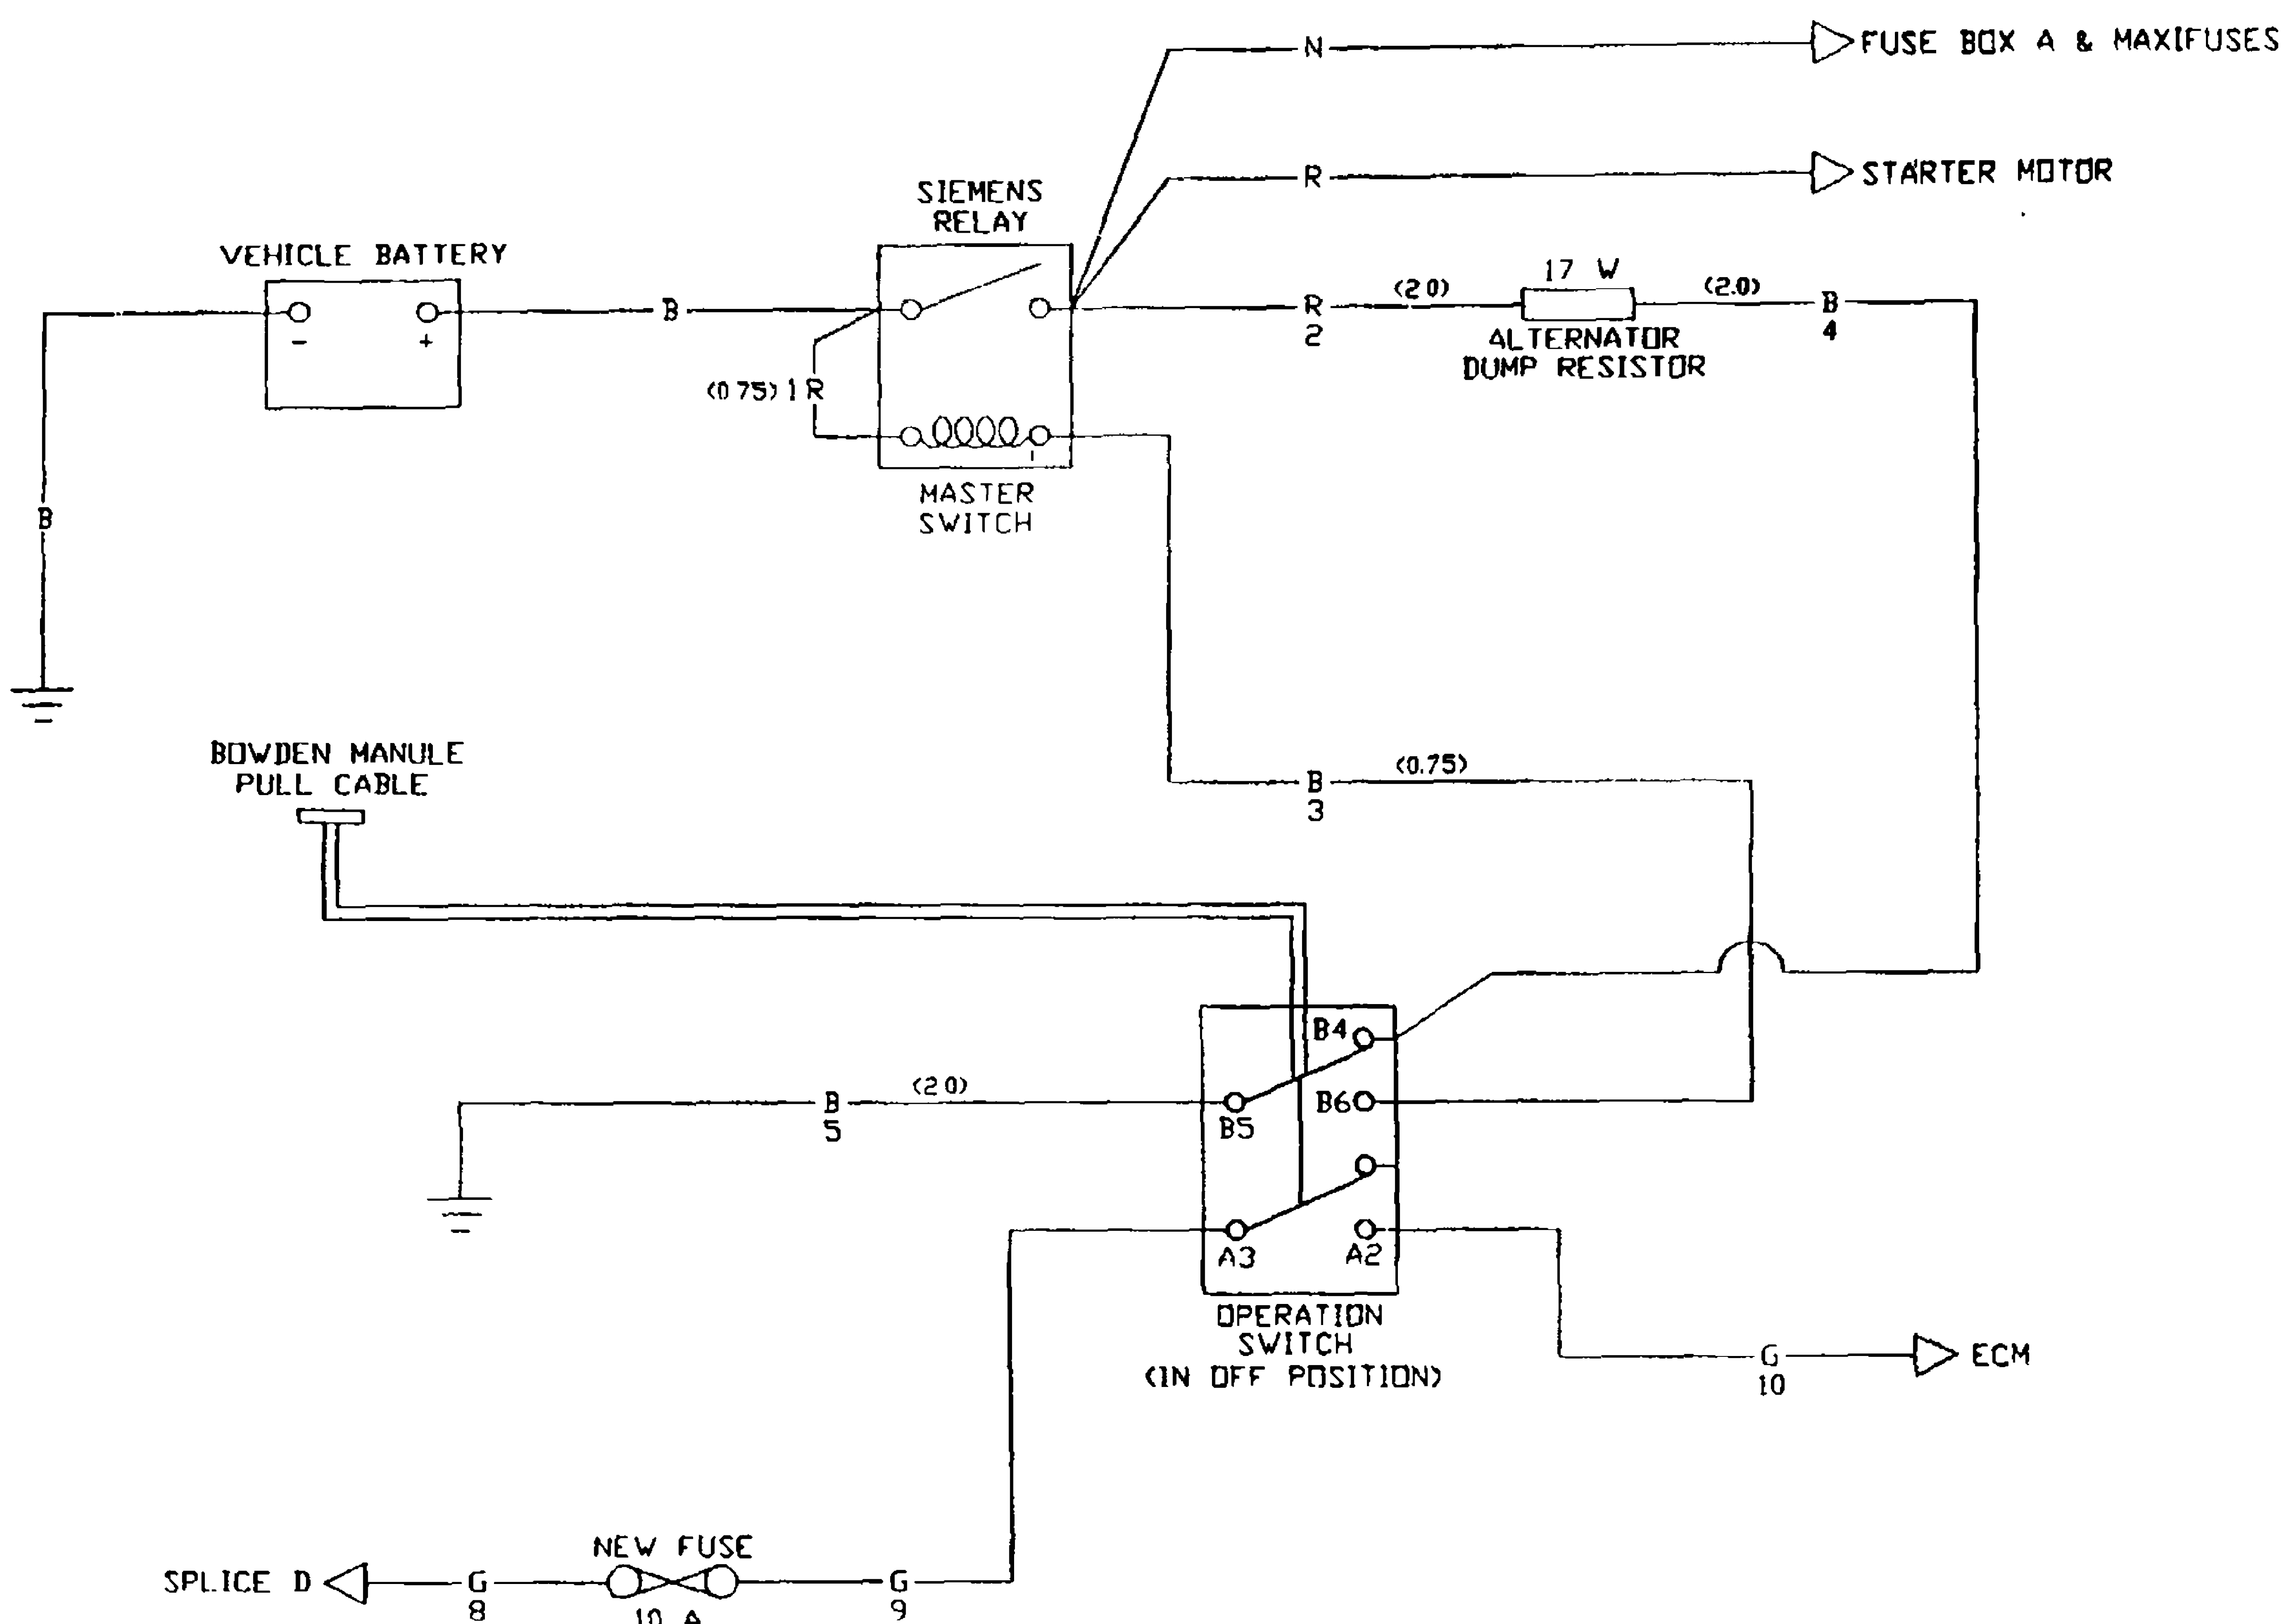 N
FUSE BOX A & MAXIFUSES
R
STARTER MOTOR
SIEMENS
RELAY
VEHICLE BATTERY
17 W
(2 0)
(2.0)
B
R
2
B
4
- +
ALTERNATOR
DUMP RESISTOR
(0 75) 1 R
MASTER
SWITCH
B
BOWDEN MANULE
PULL CABLE
(0.75)
B
3
B4
(2 0)
B
5
B5
B6
A3
A2
OPERATION
SWITCH
(IN OFF POSITION)
G
10
ECM
NEW FUSE
SPLICE D
G
8
G
9
10 A